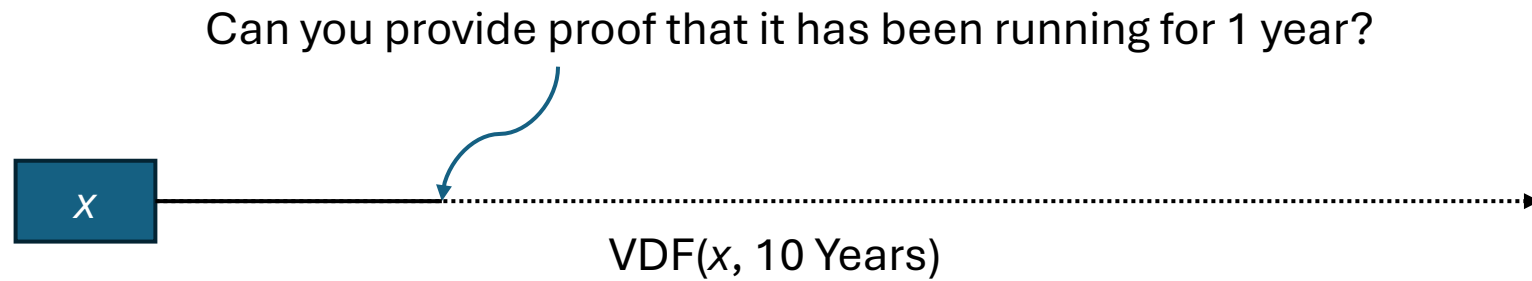 Can you provide proof that it has been running for 1 year?
x
VDF(x, 10 Years)